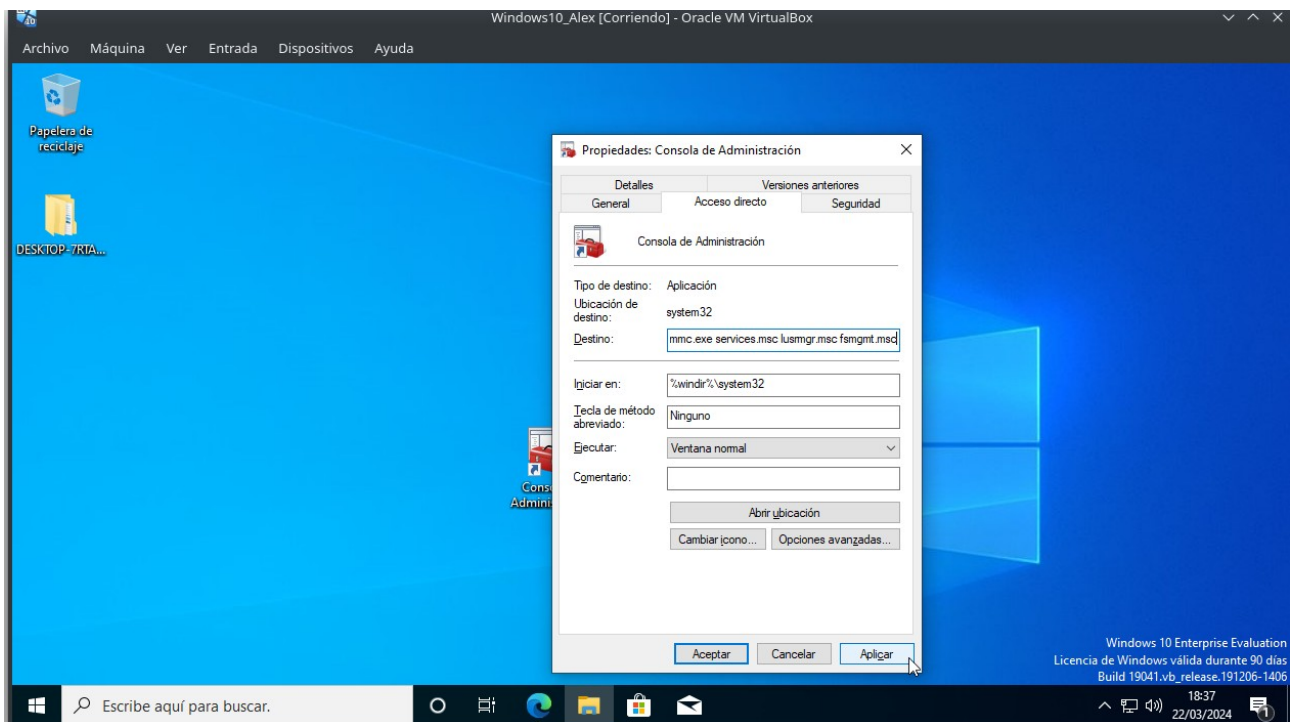 Windows10_Alex [Corriendo] - Oracle VM VirtualBox
Archivo Máquina Ver Entrada Dispositivos Ayuda
Papelera de
reciclaje
DESKTOP-7RTA...
Propiedades: Consola de Administración
Detalles Versiones anteriores
General Acceso directo Seguridad
Consola de Administración
Tipo de destino: Aplicación
Ubicación de
destino: system32
Destino: mmc.exe services.msc lusrmgr.msc fsmgmt.msc
Iniciar en: %windir%\system32
Tecla de método
abreviado: Ninguno
Ejecutar: Ventana normal
Comentario:
Abrir ubicación
Cambiar icono... Opciones avanzadas...
Aceptar Cancelar Aplicar
Windows 10 Enterprise Evaluation
Licencia de Windows válida durante 90 días
Build 19041.vb_release.191206-1406
Escribe aquí para buscar.
18:37
22/03/2024
1